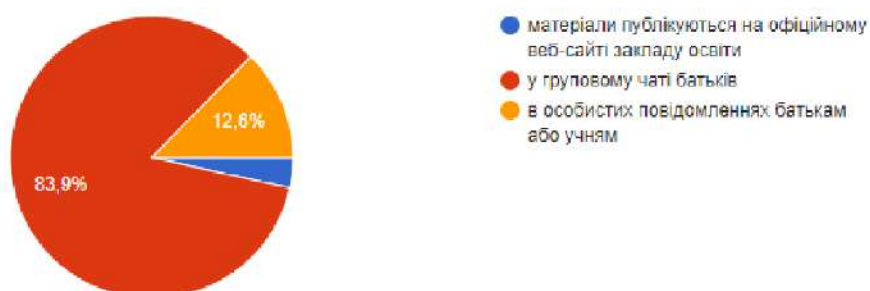 матеріали публікуються на офіційному
веб-сайті закладу освіти
у груповому чаті батьків
в особистих повідомленнях батькам
або учням
12,6%
83,9%